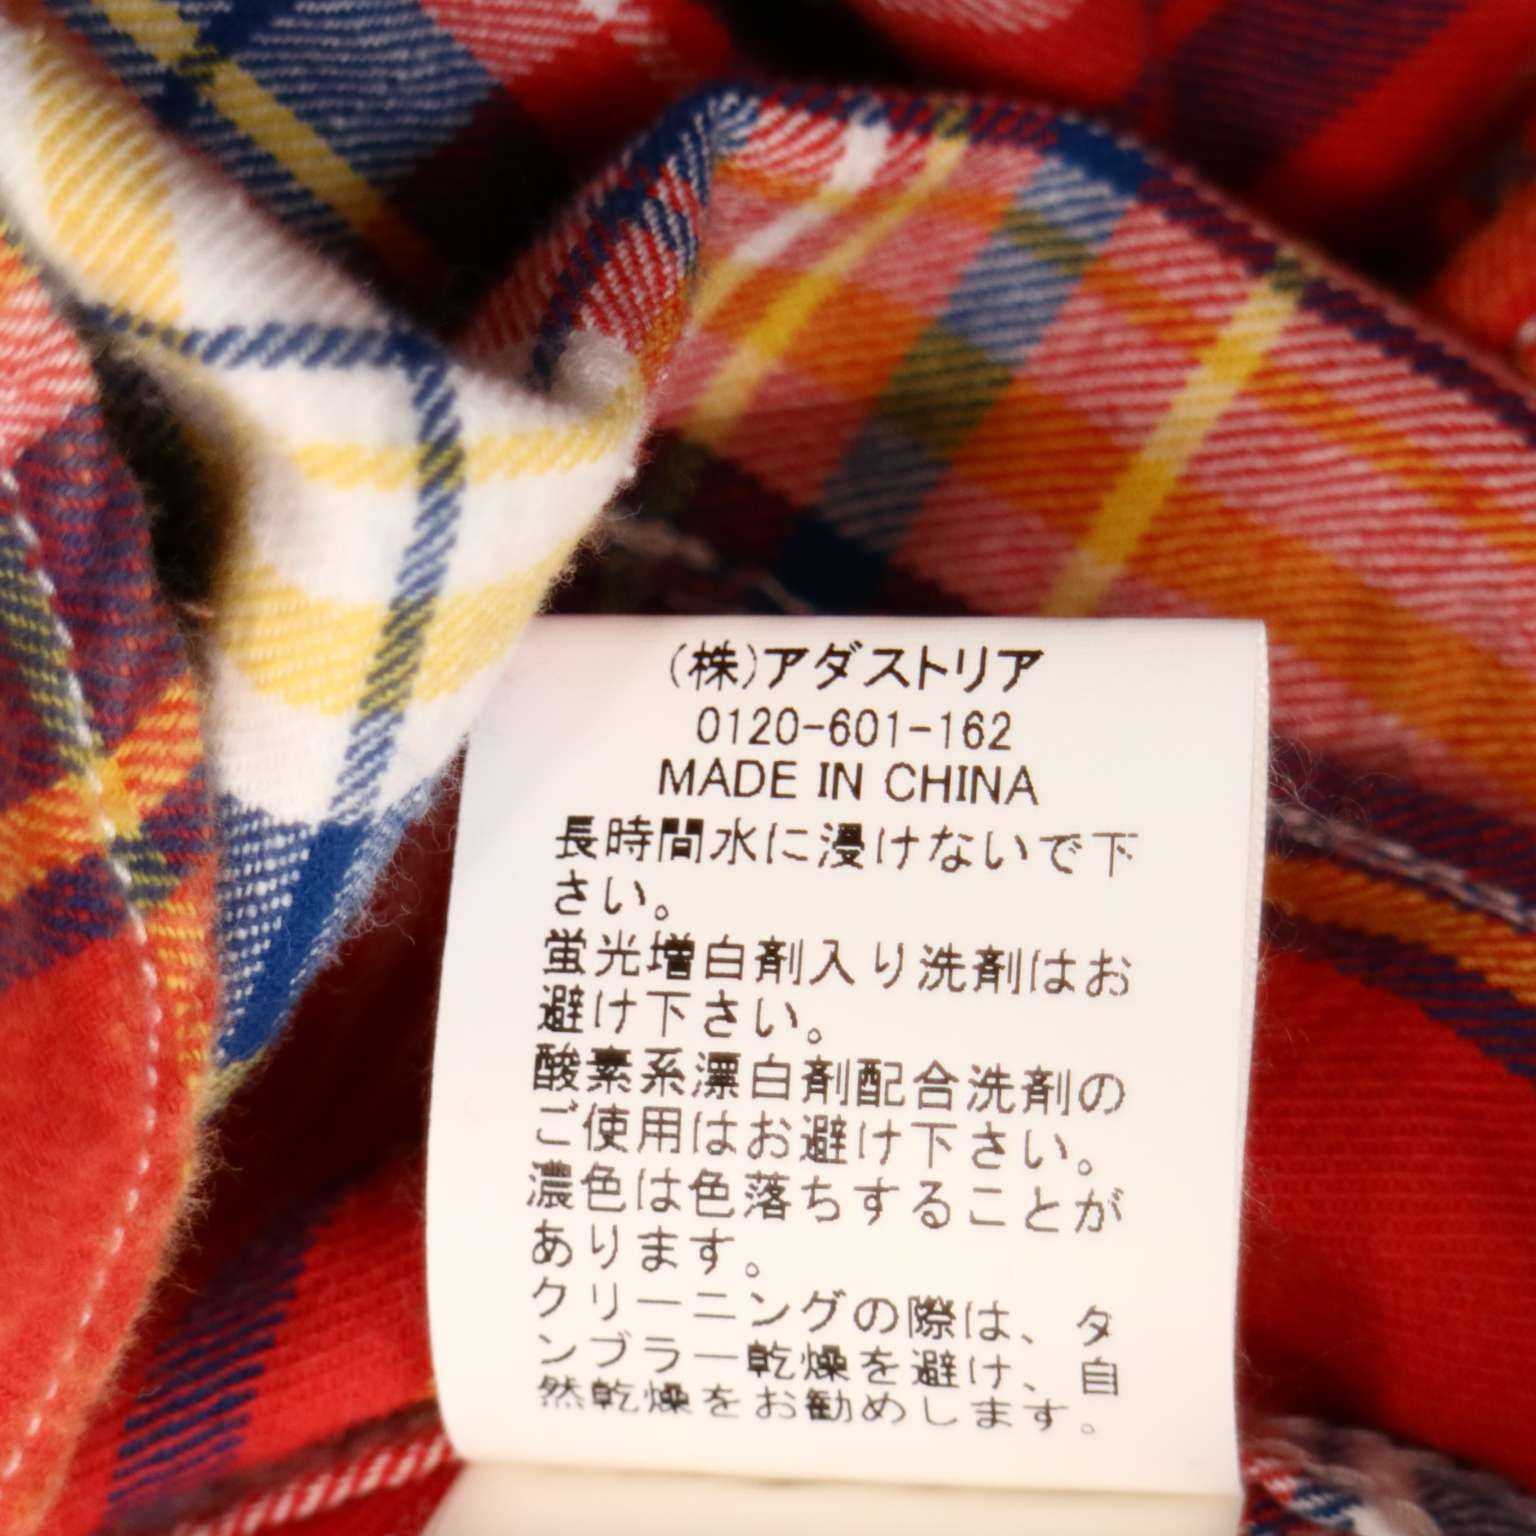 (株)アダストリア
0120-601-162
MADE IN CHINA
長時間水に浸けないで下
さい。
蛍光増白剤入り洗剤はお
避け下さい。
酸素系漂白剤配合洗剤の
ご使用はお避け下さい。
濃色は色落ちすることが
あります。
クリーニングの際は、タ
ンブラー乾燥を避け、自
然乾燥をお勧めします。